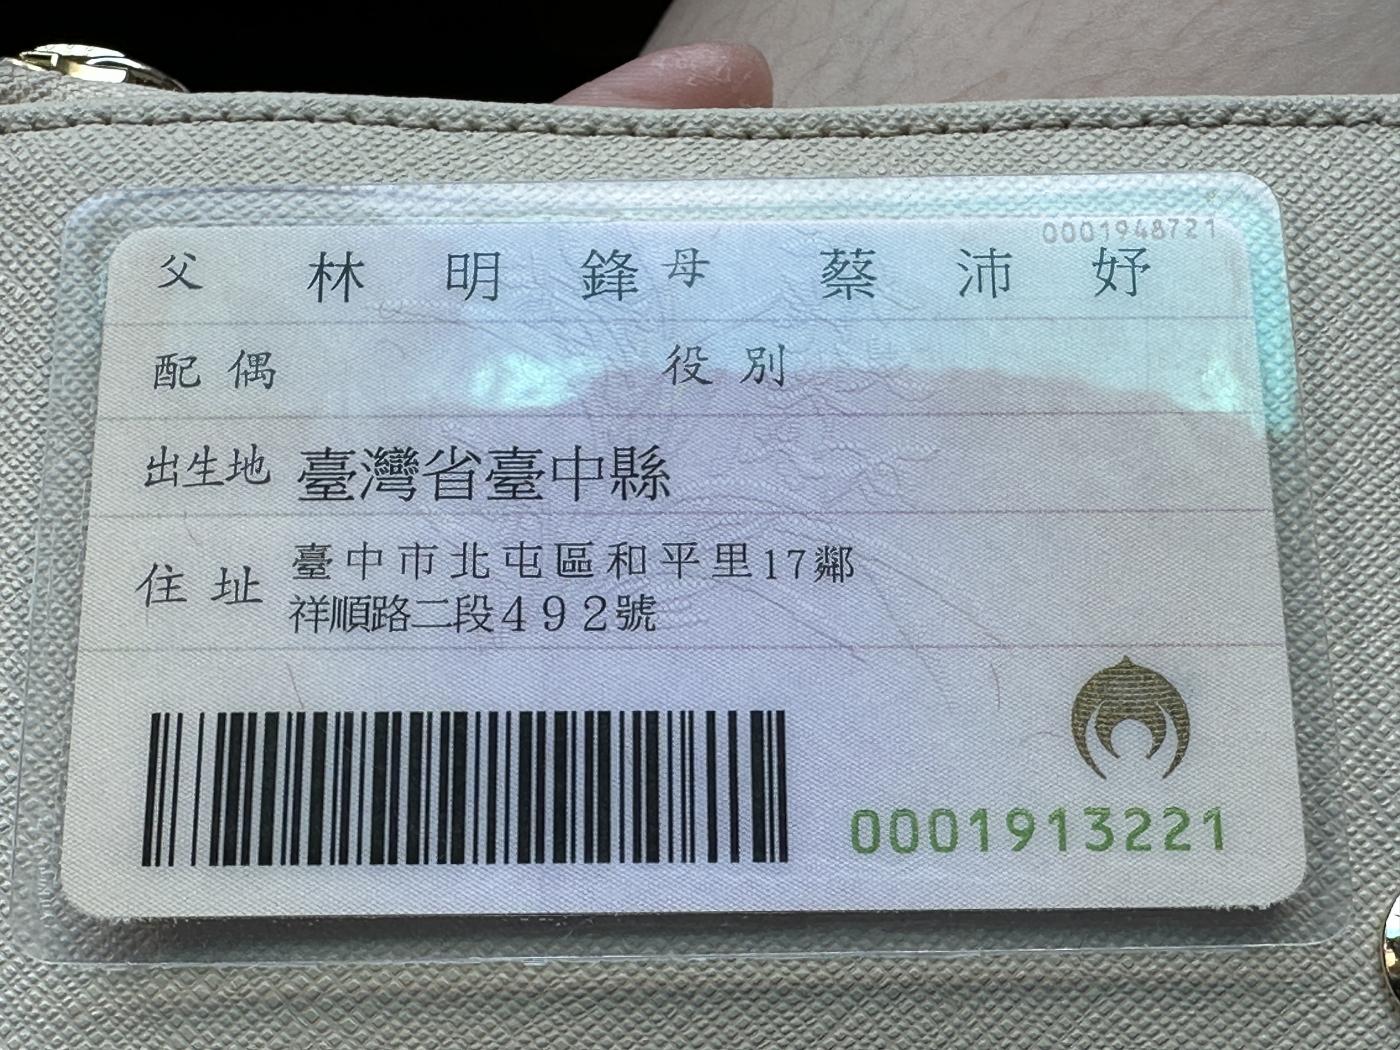 0001948721
父 林明鋒 母 蔡沛妤
配偶 役別
出生地 臺灣省臺中縣
住址 臺中市北屯區和平里17鄰
祥順路二段492號
0001913221